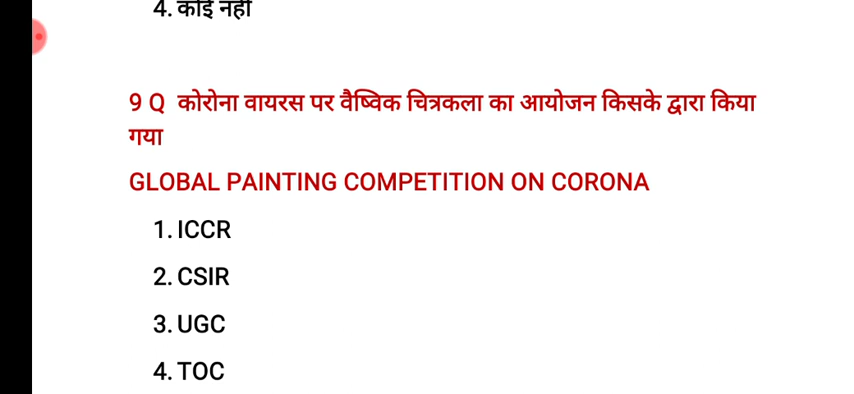 4. कोई नहीं
9 Q कोरोना वायरस पर वैष्विक चित्रकला का आयोजन किसके द्वारा किया
गया
GLOBAL PAINTING COMPETITION ON CORONA
1. ICCR
2. CSIR
3. UGC
4. TOC